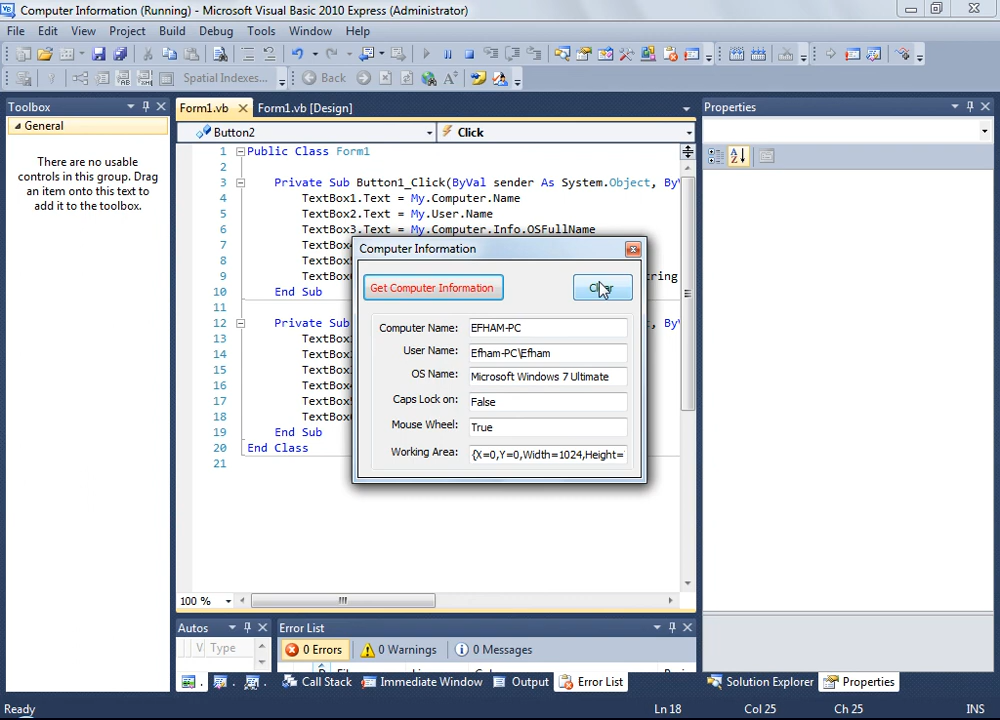 Computer Information (Running) - Microsoft Visual Basic 2010 Express (Administrator)
File Edit View Project Build Debug Tools Window Help
Spatial Indexes... Back
Toolbox
General
There are no usable
controls in this group. Drag
an item onto this text to
add it to the toolbox.
Form1.vb Form1.vb [Design]
Button2 Click
1 Public Class Form1
2
3 Private Sub Button1_Click(ByVal sender As System.Object, By
4 TextBox1.Text = My.Computer.Name
5 TextBox2.Text = My.User.Name
6 TextBox3.Text = My.Computer.Info.OSFullName
7 TextBox
8 TextBox
9 TextBox tring
10 End Sub
11
12 Private Sub t, By
13 TextBox
14 TextBox
15 TextBox
16 TextBox
17 TextBox
18 TextBox
19 End Sub
20 End Class
21
100 %
Computer Information
Get Computer Information
Computer Name: EFHAM-PC
User Name: Efham-PC\Efham
OS Name: Microsoft Windows 7 Ultimate
Caps Lock on: False
Mouse Wheel: True
Working Area: {X=0,Y=0,Width=1024,Height=
Properties
Autos
V Type
Error List
0 Errors 0 Warnings 0 Messages
Call Stack Immediate Window Output Error List
Solution Explorer Properties
Ready Ln 18 Col 25 Ch 25 INS